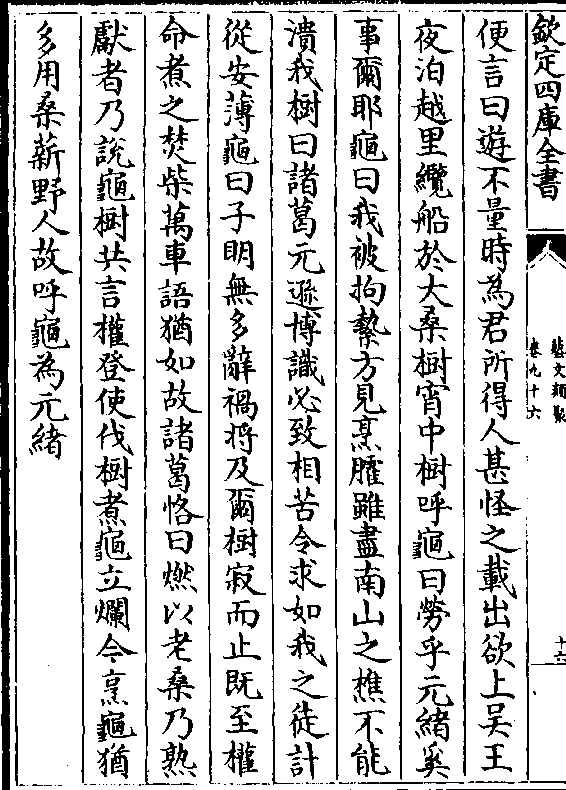 欽定四庫全書
藝文類聚
卷九十六
十六
便言曰遊不量時為君所得人甚怪之載出欲上吳王
夜泊越里纜船於大桑樹宵中樹呼龜曰勞乎元緒奚
事爾耶龜曰我被拘縶方見烹臛雖盡南山之樵不能
潰我樹曰諸葛元遜博識必致相苦令求如我之徒計
從安薄龜曰子明無多辭禍將及爾樹寂而止既至權
命煮之焚柴萬車語猶如故諸葛恪曰燃以老桑乃熟
獻者乃說龜樹共言權登使伐樹煮龜立爛今烹龜猶
多用桑薪野人故呼龜為元緒